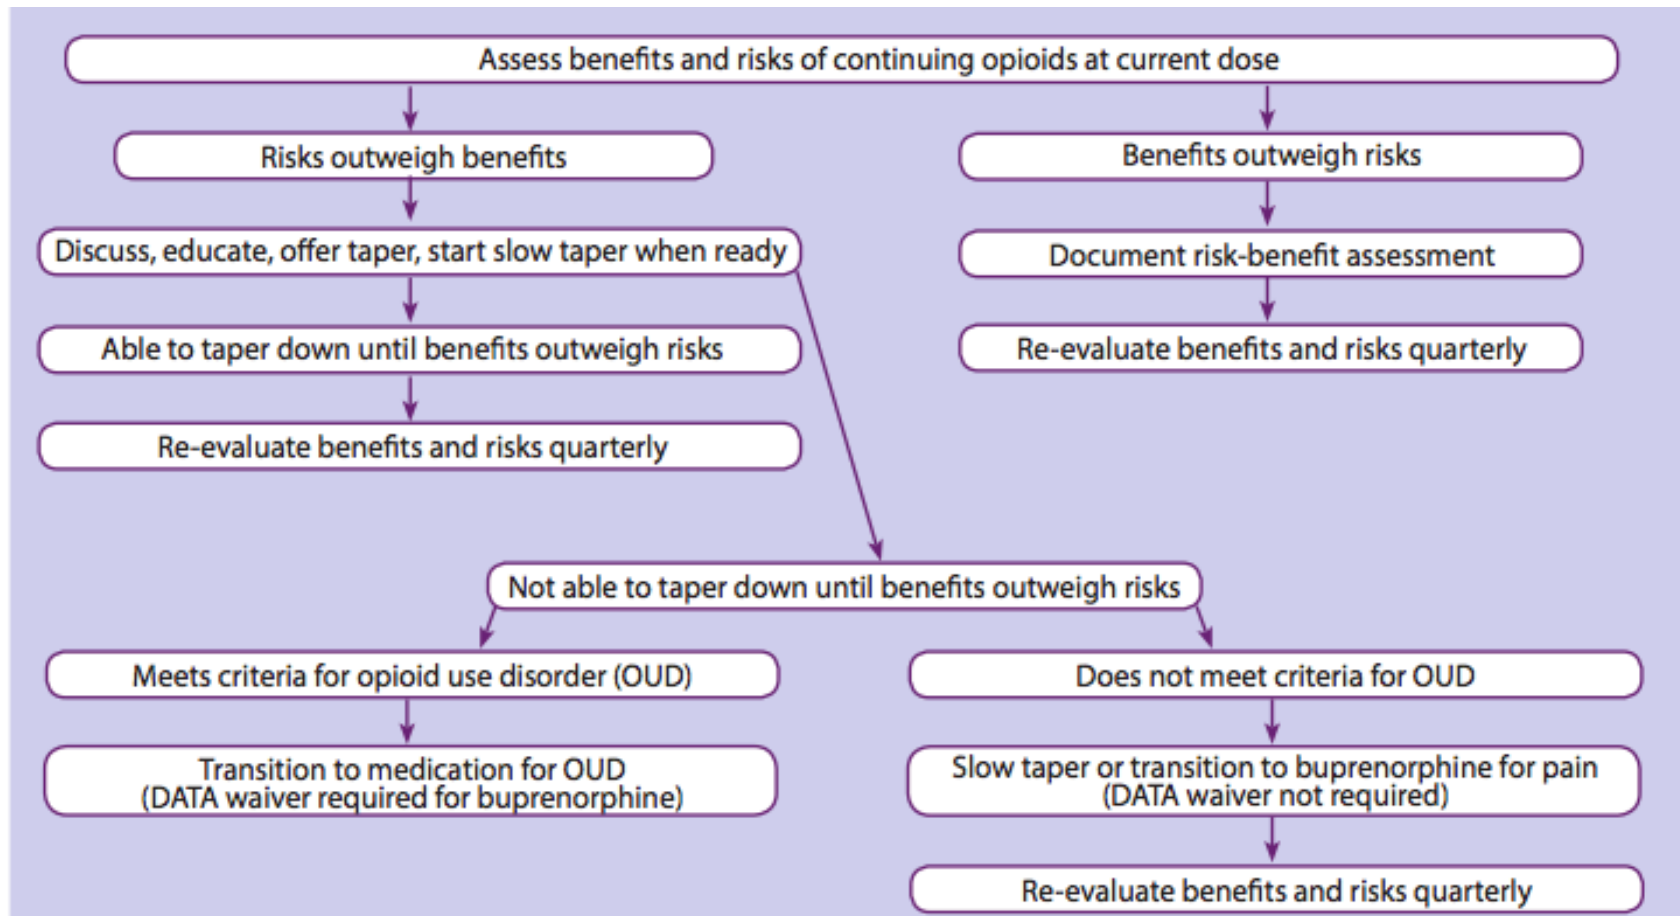 Assess benefits and risks of continuing opioids at current dose
Risks outweigh benefits
Benefits outweigh risks
Discuss, educate, offer taper, start slow taper when ready
Document risk-benefit assessment
Able to taper down until benefits outweigh risks
Re-evaluate benefits and risks quarterly
Re-evaluate benefits and risks quarterly
Not able to taper down until benefits outweigh risks
Meets criteria for opioid use disorder (OUD)
Does not meet criteria for OUD
Transition to medication for OUD
(DATA waiver required for buprenorphine)
Slow taper or transition to buprenorphine for pain
(DATA waiver not required)
Re-evaluate benefits and risks quarterly